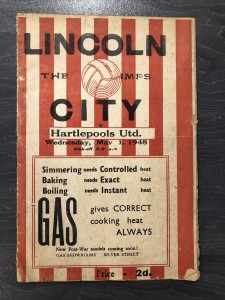 LINCOLN
THE IMPS
CITY
Hartlepools Utd.
Wednesday, May 1, 1948
Kick-off p.m
Simmering needs Controlled heat
Baking needs Exact heat
Boiling needs Instant heat
GAS
gives CORRECT
cooking heat
ALWAYS
New Post-War models coming soon!
GAS SHOWROOMS SILVER STREET
Price - 2d.